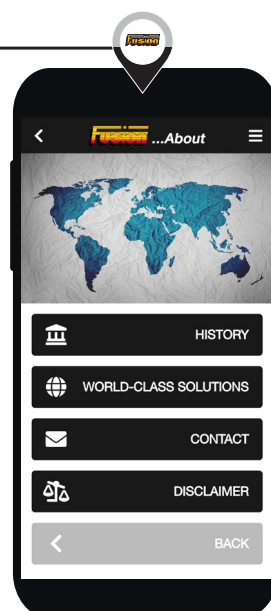 Fusion
Fusion ...About
HISTORY
WORLD-CLASS SOLUTIONS
CONTACT
DISCLAIMER
BACK